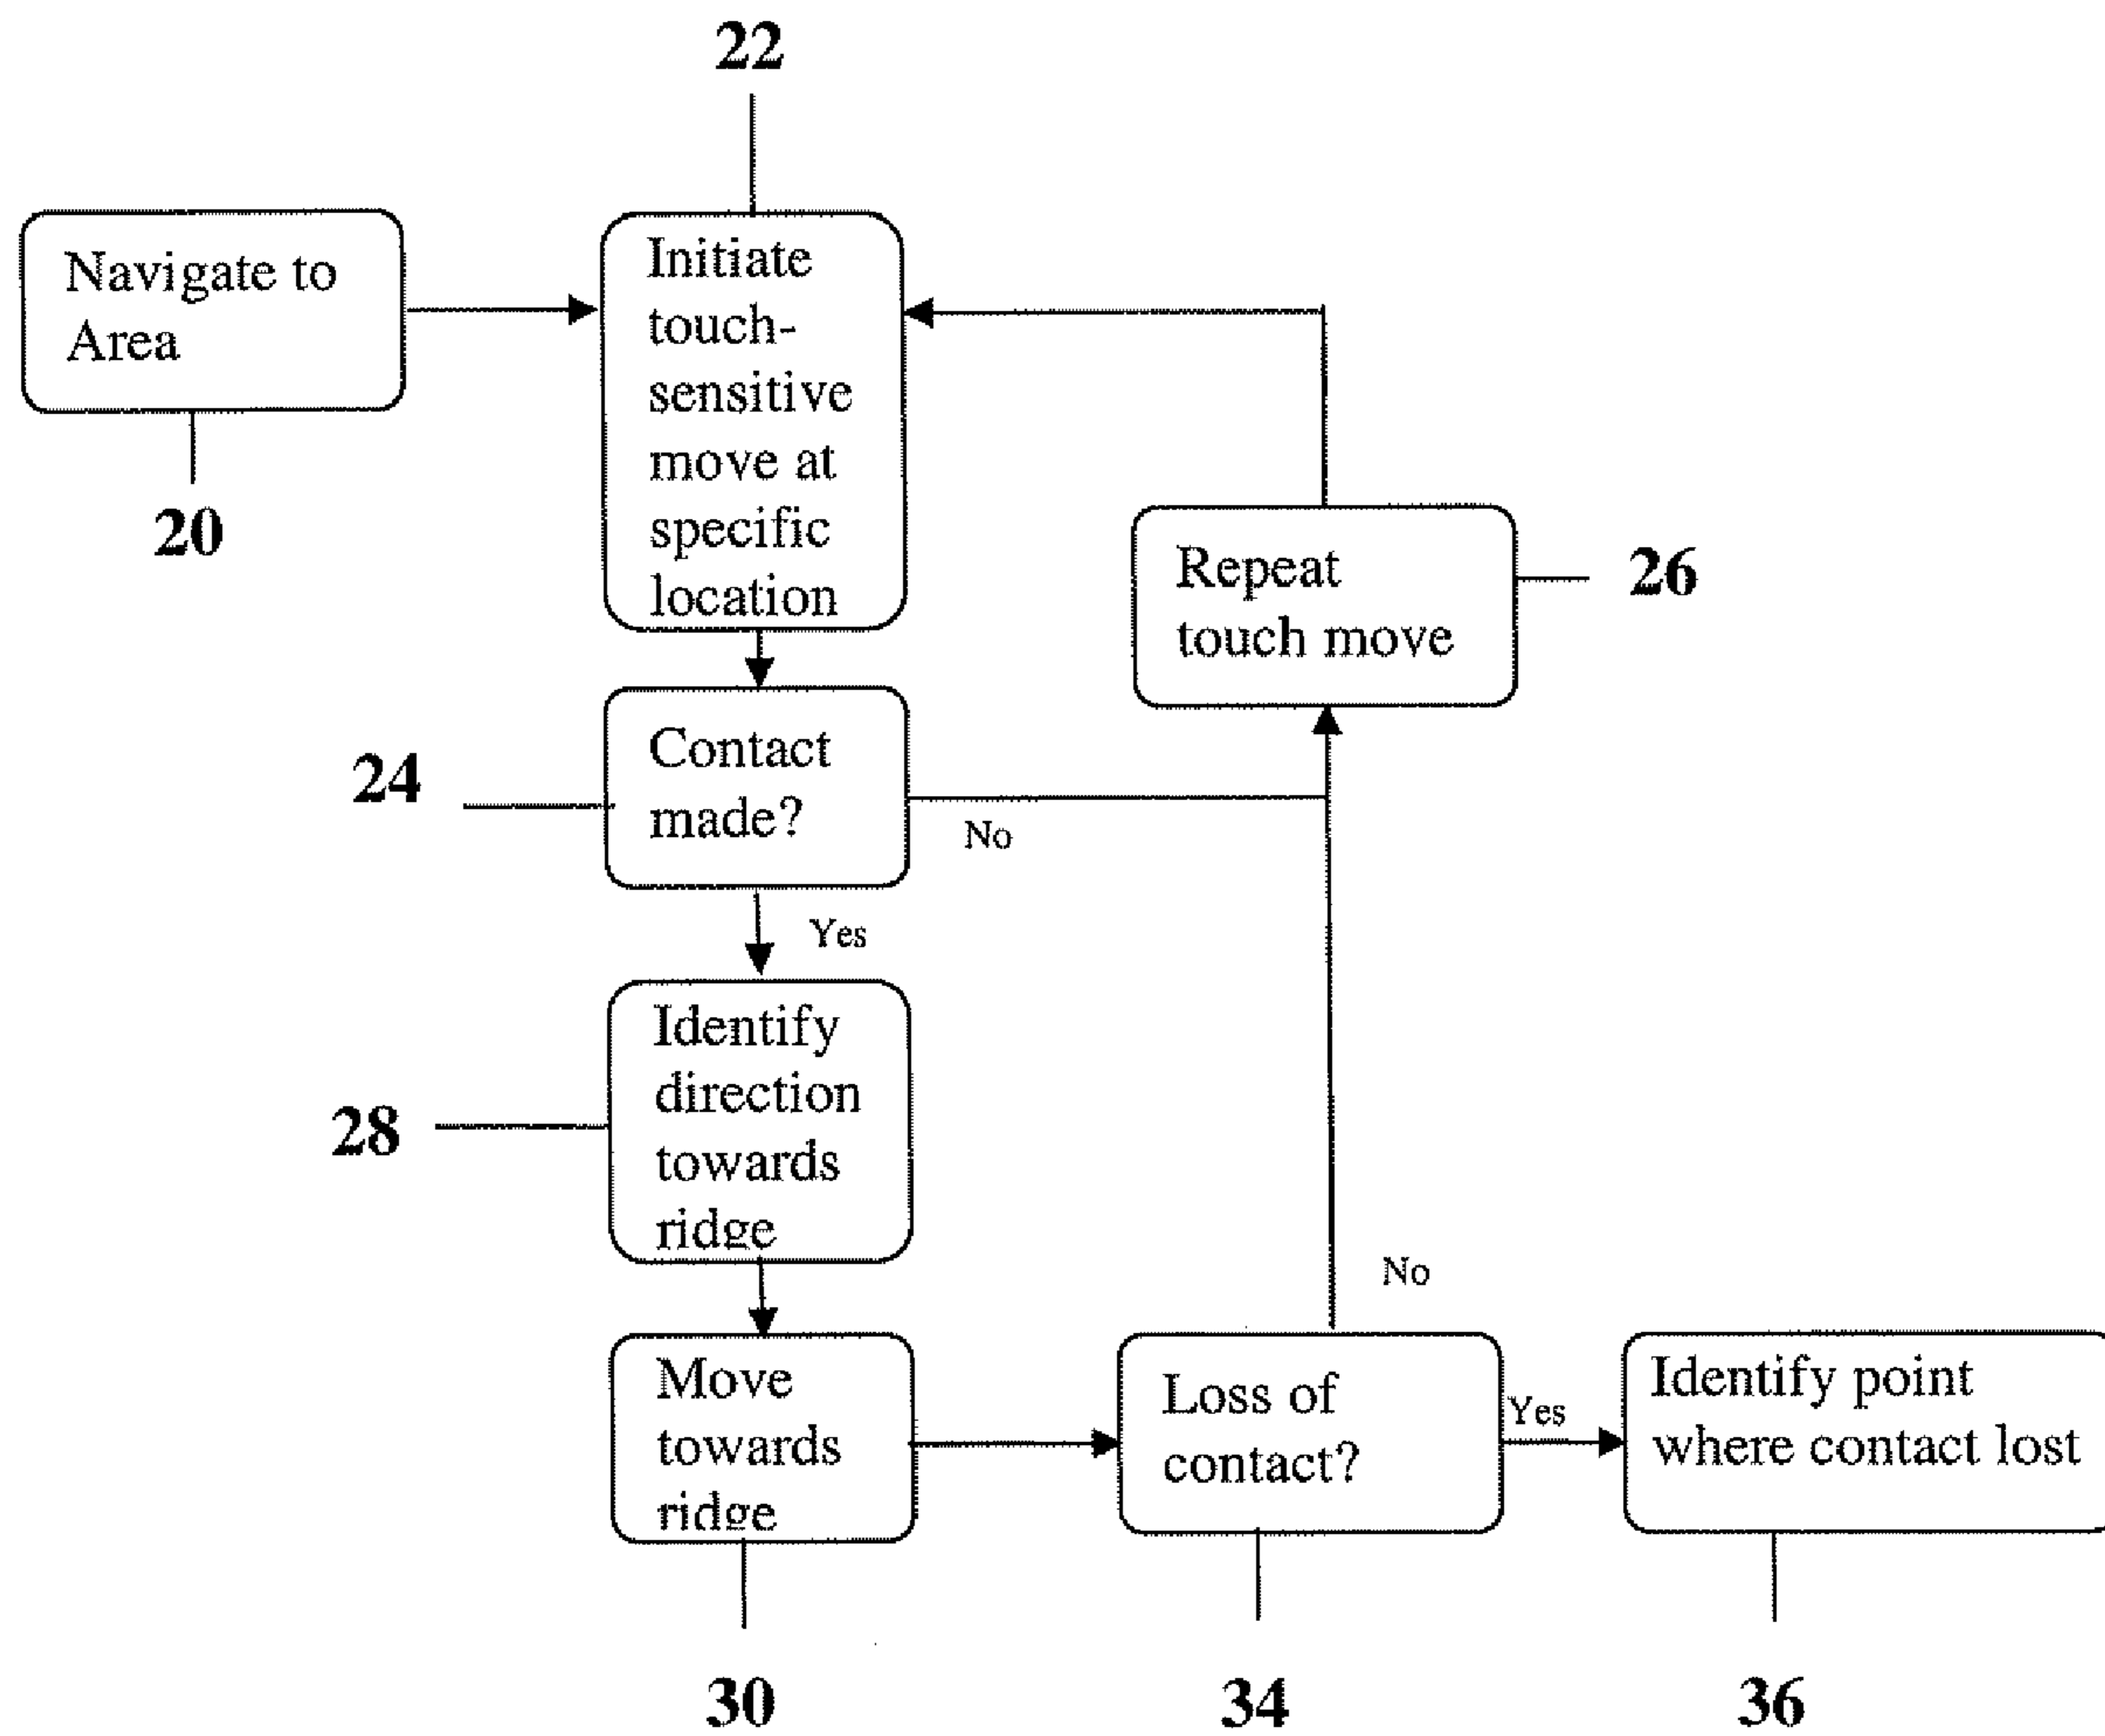 22
Navigate to
Area
20
Initiate
touch-
sensitive
move at
specific
location
Repeat
touch move
26
24
Contact
made?
No
Yes
28
Identify
direction
towards
ridge
No
Move
towards
ridge
Loss of
contact?
Yes
Identify point
where contact lost
30
34
36